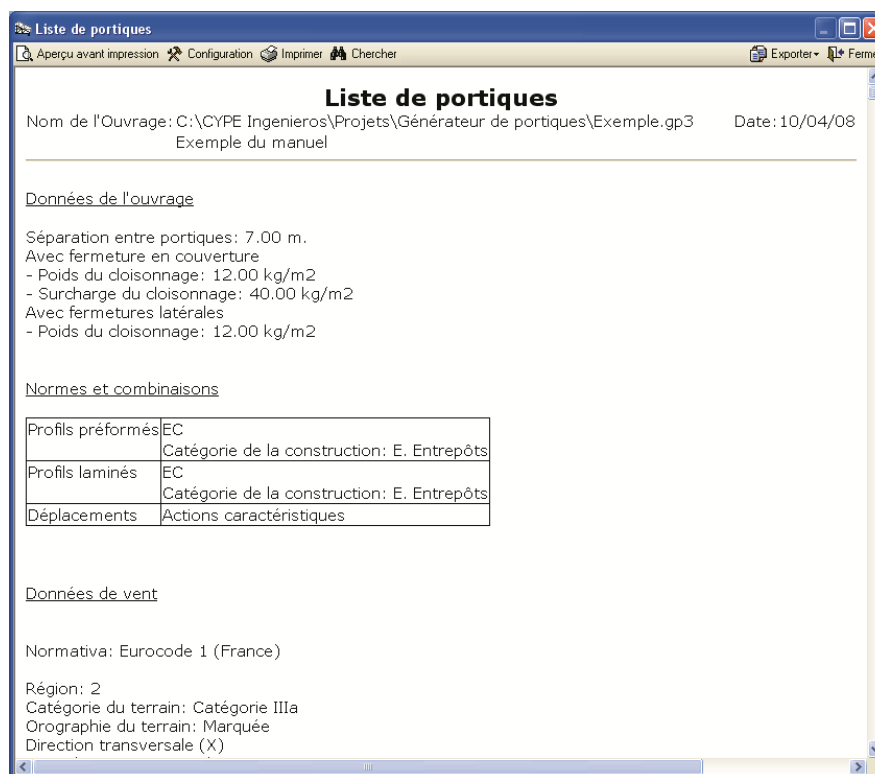 Liste de portiques
Aperçu avant impression Configuration Imprimer Chercher Exporter Ferme
Liste de portiques
Nom de l'Ouvrage: C:\CYPE Ingenieros\Projets\Générateur de portiques\Exemple.gp3 Date:10/04/08
Exemple du manuel
Données de l'ouvrage
Séparation entre portiques: 7.00 m.
Avec fermeture en couverture
- Poids du cloisonnage: 12.00 kg/m2
- Surcharge du cloisonnage: 40.00 kg/m2
Avec fermetures latérales
- Poids du cloisonnage: 12.00 kg/m2
Normes et combinaisons
Profils préformés EC
Catégorie de la construction: E. Entrepôts
Profils laminés EC
Catégorie de la construction: E. Entrepôts
Déplacements Actions caractéristiques
Données de vent
Normativa: Eurocode 1 (France)
Région: 2
Catégorie du terrain: Catégorie IIIa
Orographie du terrain: Marquée
Direction transversale (X)